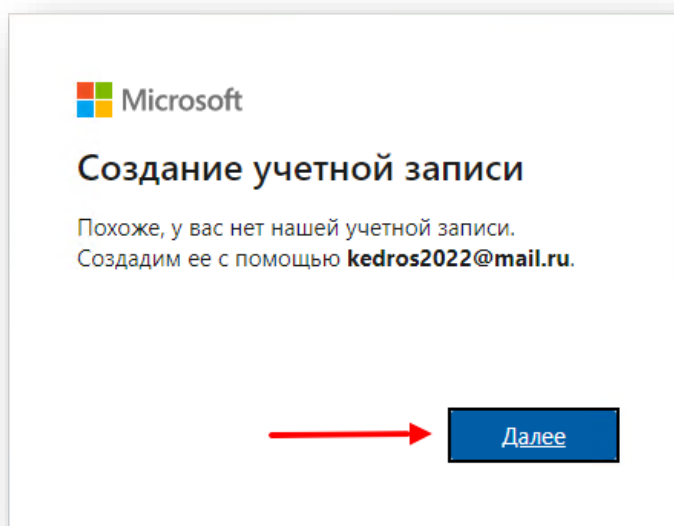 Microsoft
Создание учетной записи
Похоже, у вас нет нашей учетной записи.
Создадим ее с помощью kedros2022@mail.ru.
Далее